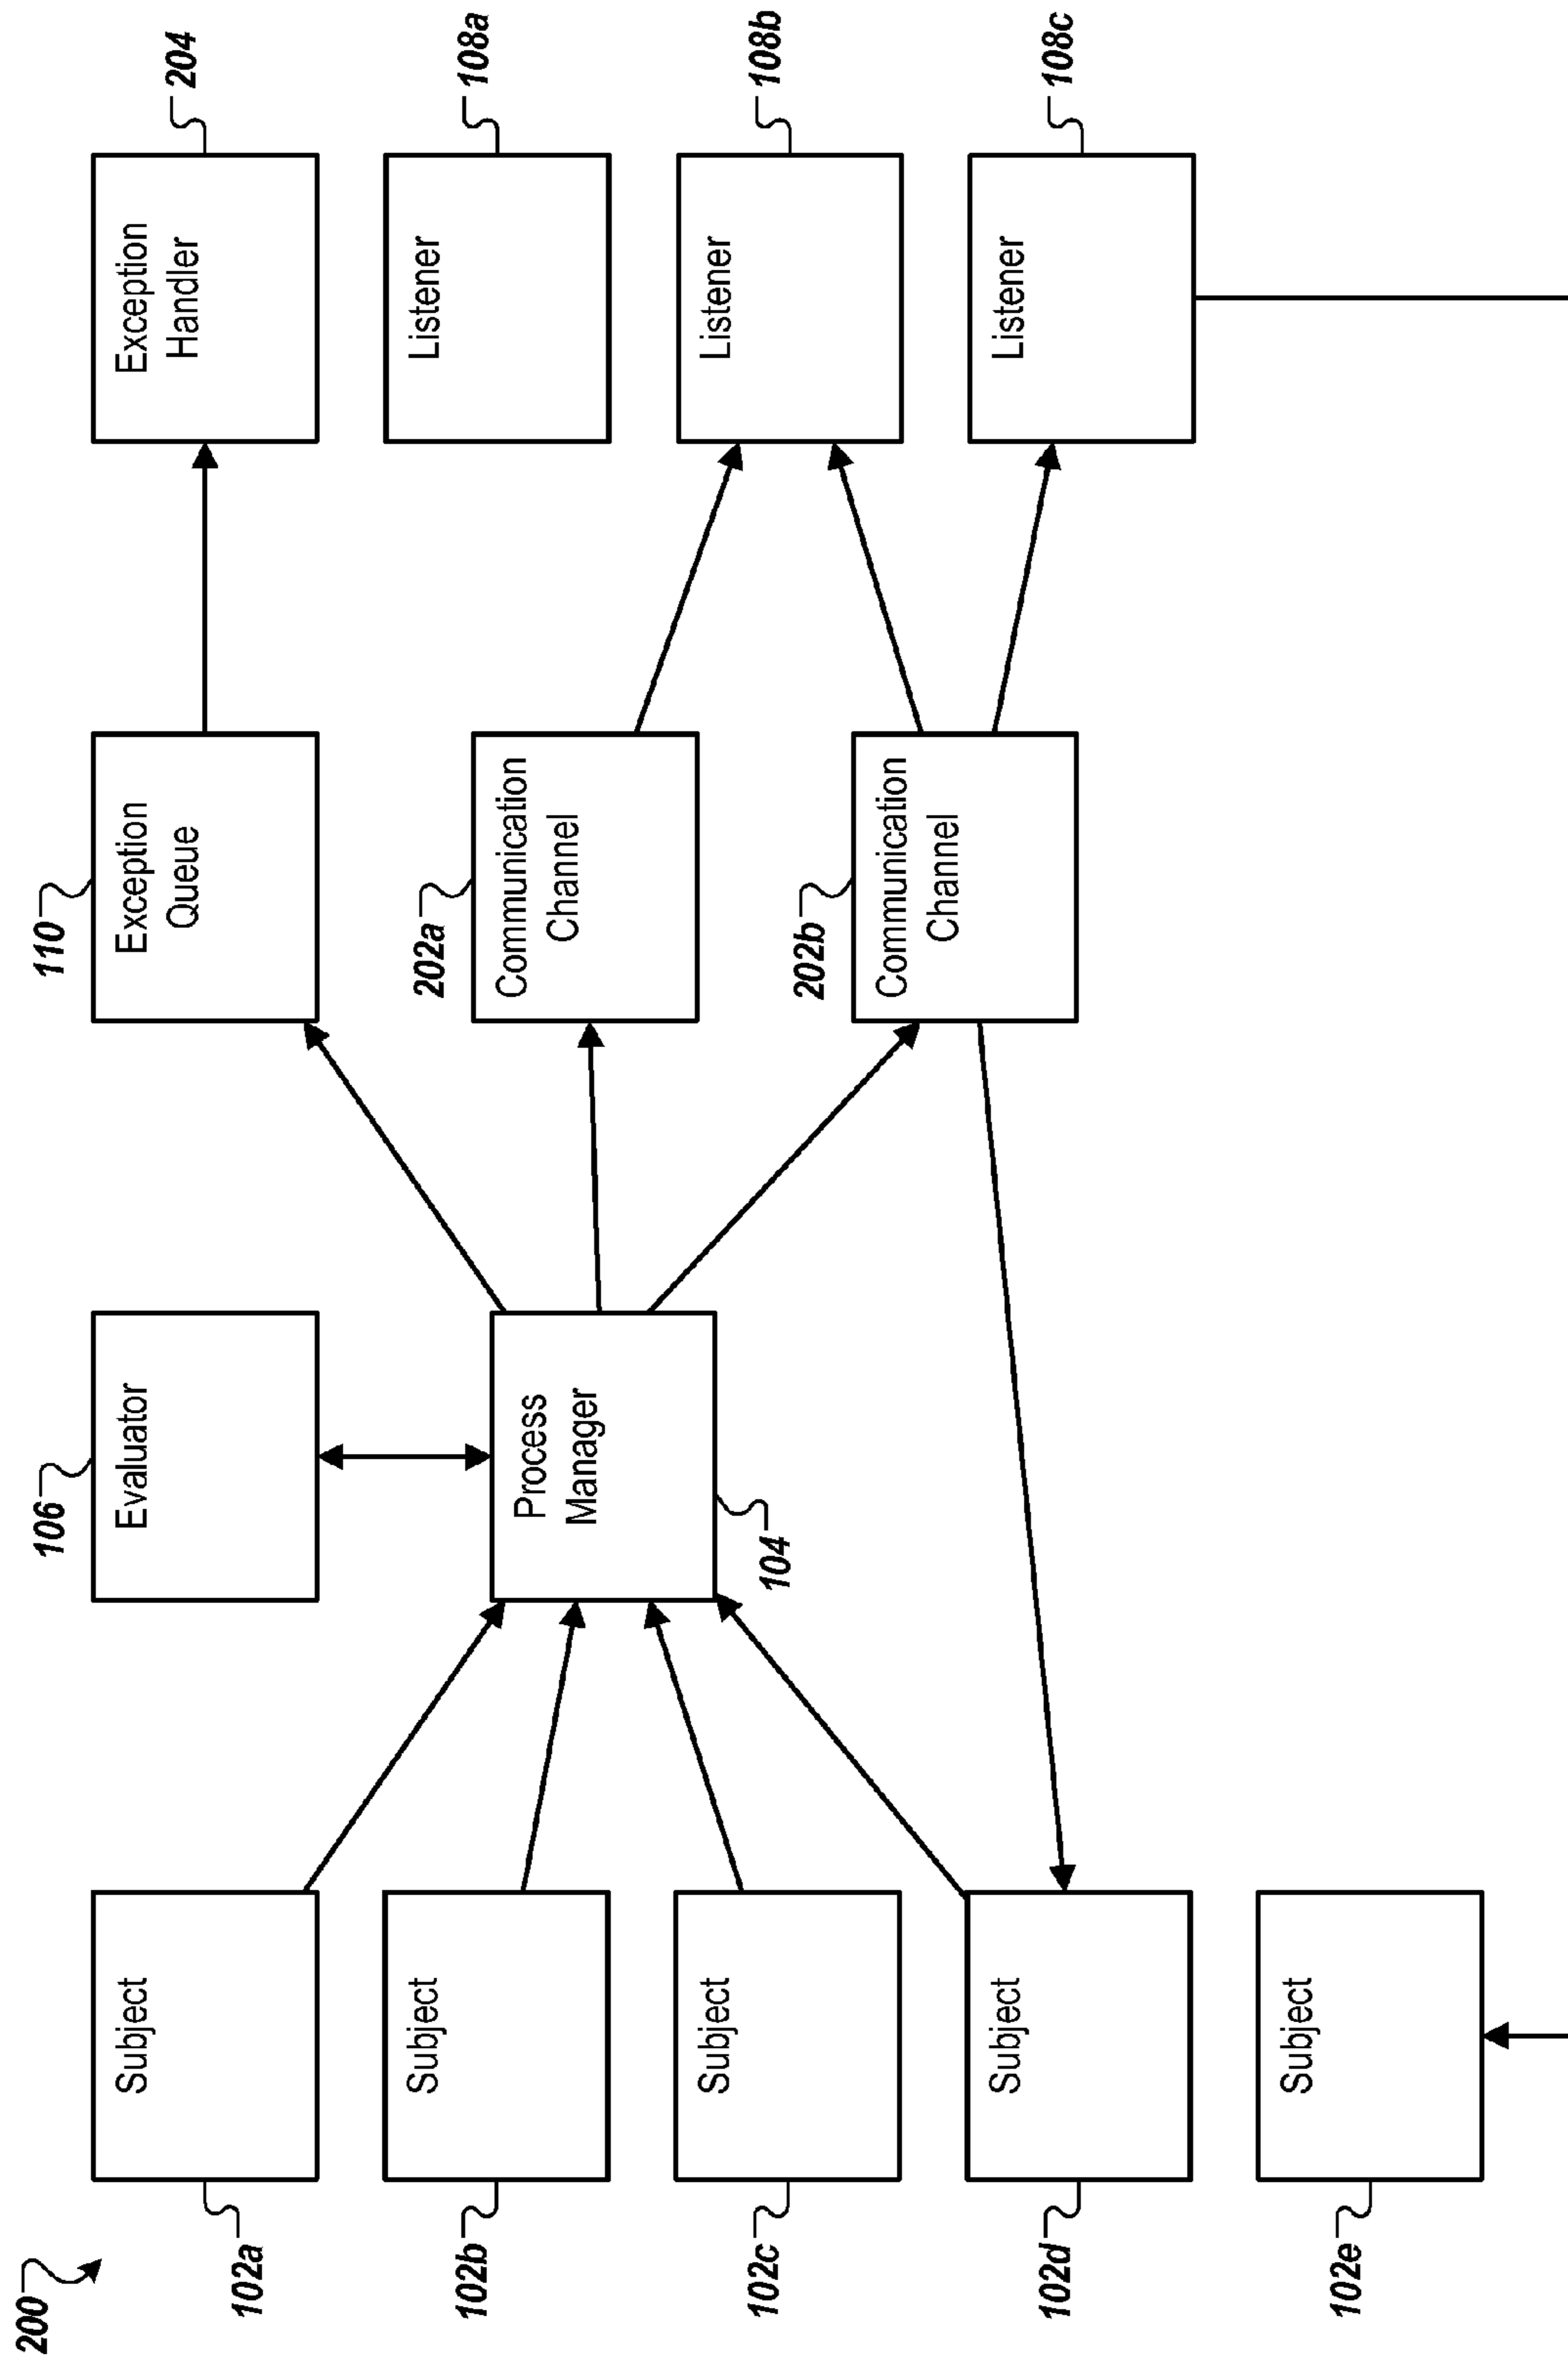 200
102a
Subject
102b
Subject
102c
Subject
102d
Subject
102e
Subject
106
Evaluator
Process
Manager
104
110
Exception
Queue
202a
Communication
Channel
202b
Communication
Channel
Exception
Handler
204
Listener
108a
Listener
108b
Listener
108c